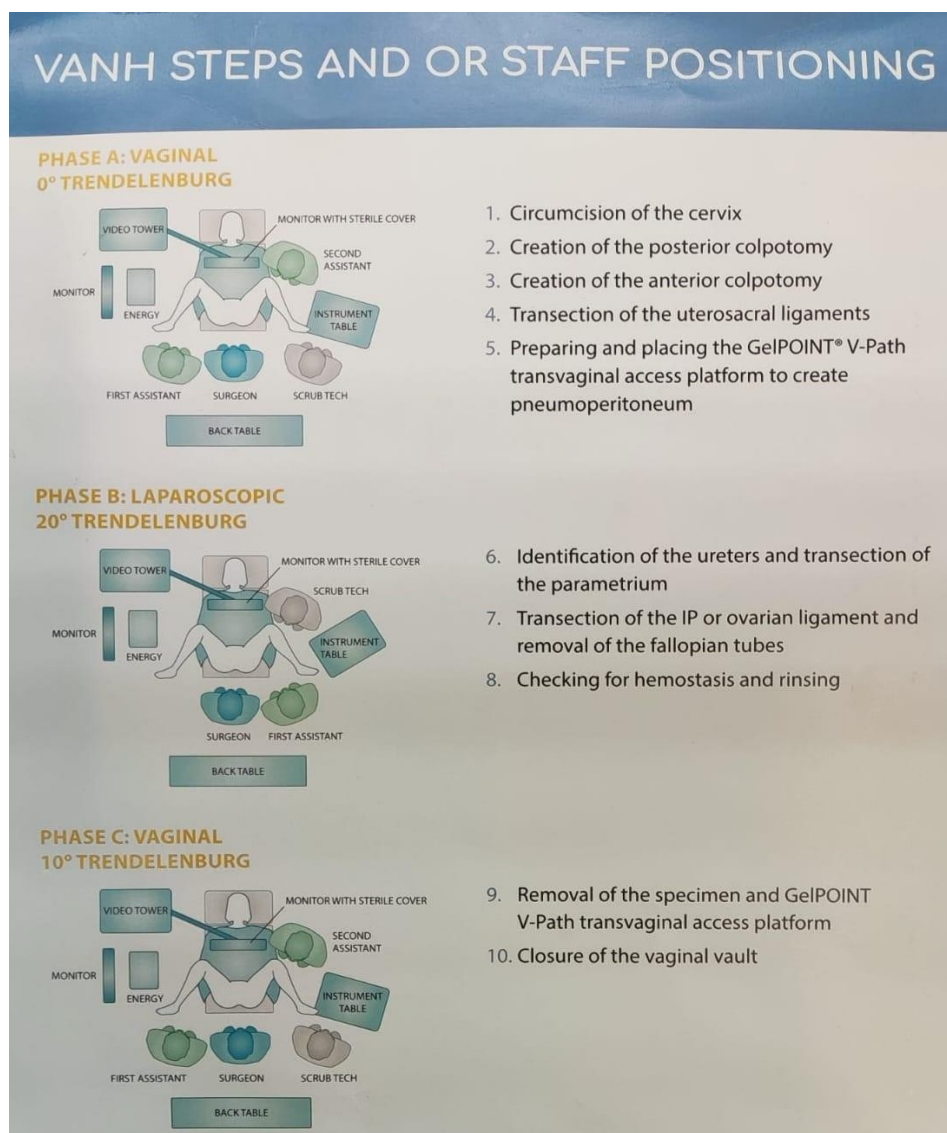 VANH STEPS AND OR STAFF POSITIONING
PHASE A: VAGINAL
0° TRENDELENBURG
VIDEO TOWER
MONITOR WITH STERILE COVER
SECOND
ASSISTANT
MONITOR
ENERGY
INSTRUMENT
TABLE
FIRST ASSISTANT
SURGEON
SCRUB TECH
BACK TABLE
1. Circumcision of the cervix
2. Creation of the posterior colpotomy
3. Creation of the anterior colpotomy
4. Transection of the uterosacral ligaments
5. Preparing and placing the GelPOINT® V-Path
transvaginal access platform to create
pneumoperitoneum
PHASE B: LAPAROSCOPIC
20° TRENDELENBURG
VIDEO TOWER
MONITOR WITH STERILE COVER
SCRUB TECH
MONITOR
ENERGY
INSTRUMENT
TABLE
SURGEON
FIRST ASSISTANT
BACK TABLE
6. Identification of the ureters and transection of
the parametrium
7. Transection of the IP or ovarian ligament and
removal of the fallopian tubes
8. Checking for hemostasis and rinsing
PHASE C: VAGINAL
10° TRENDELENBURG
VIDEO TOWER
MONITOR WITH STERILE COVER
SECOND
ASSISTANT
MONITOR
ENERGY
INSTRUMENT
TABLE
FIRST ASSISTANT
SURGEON
SCRUB TECH
BACK TABLE
9. Removal of the specimen and GelPOINT
V-Path transvaginal access platform
10. Closure of the vaginal vault